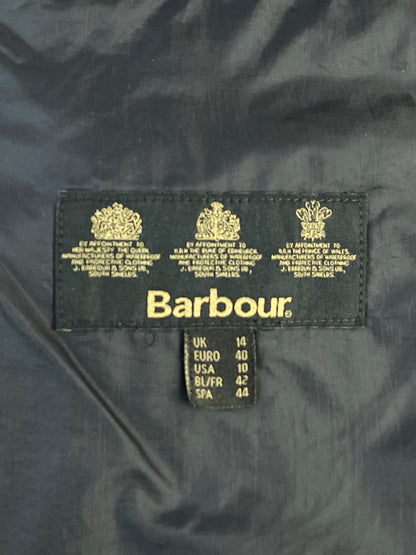 BY APPOINTMENT TO
HER MAJESTY THE QUEEN.
MANUFACTURERS OF WATERPROOF
AND PROTECTIVE CLOTHING
J. BARBOUR & SONS LTD.
SOUTH SHIELDS.
BY APPOINTMENT TO
H.R.H THE DUKE OF EDINBURGH.
MANUFACTURERS OF WATERPROOF
AND PROTECTIVE CLOTHING
J. BARBOUR & SONS LTD.
SOUTH SHIELDS.
BY APPOINTMENT TO
H.R.H THE PRINCE OF WALES.
MANUFACTURERS OF WATERPROOF
AND PROTECTIVE CLOTHING
J. BARBOUR & SONS LTD.
SOUTH SHIELDS.
Barbour®
UK 14
EURO 40
USA 10
BL/FR 42
SPA 44